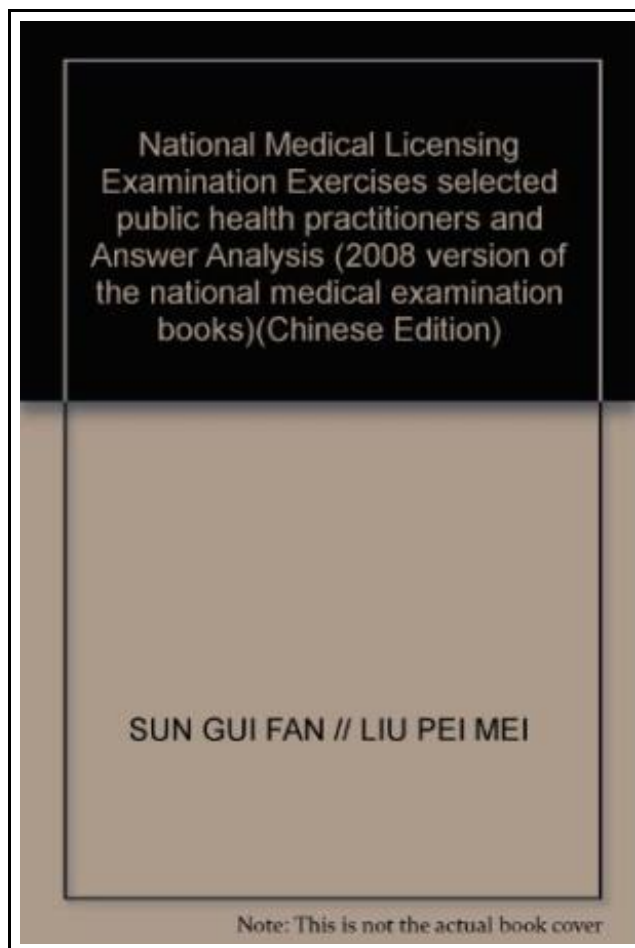 National Medical Licensing
Examination Exercises selected
public health practitioners and
Answer Analysis (2008 version of
the national medical examination
books)(Chinese Edition)
SUN GUI FAN // LIU PEI MEI
Note: This is not the actual book cover